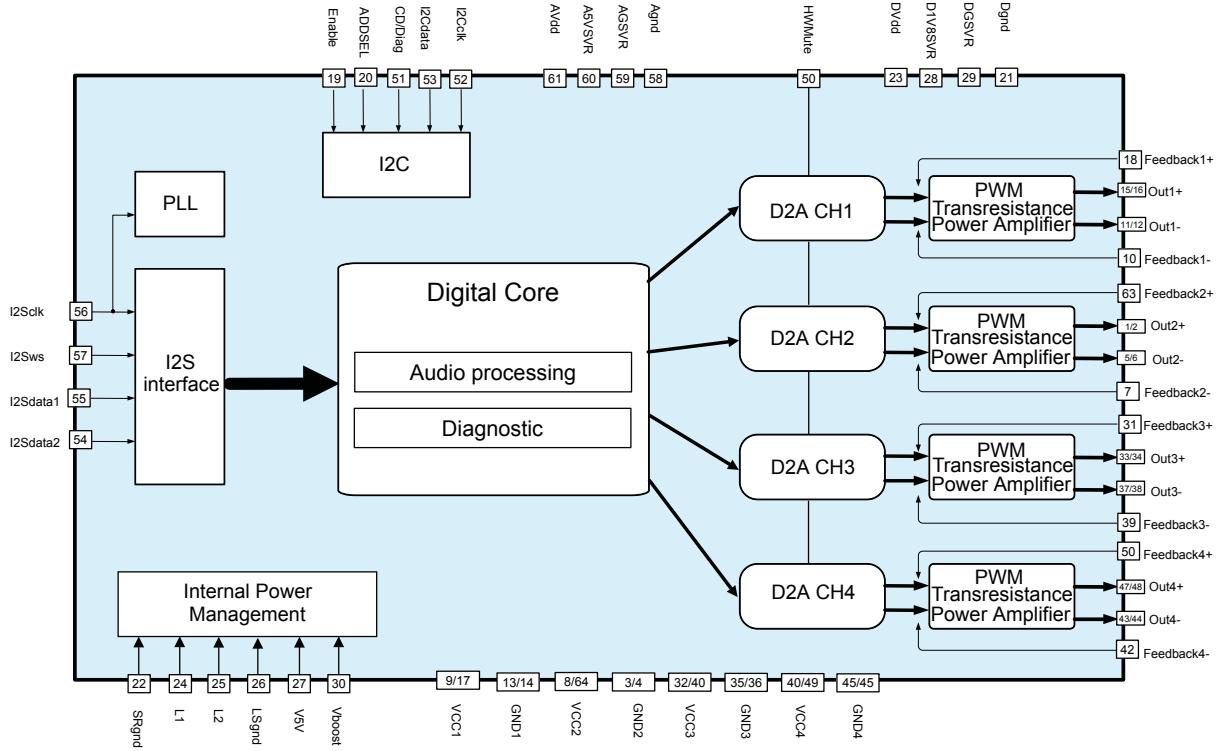 Enable
ADDSEL
CD/Diag
I2Cdata
I2Cclk
AVdd
A5VSVR
AGSVR
Agnd
HWMute
DVdd
D1V8SVR
DGSVR
Dgnd
19
20
51
53
52
61
60
59
58
50
23
28
29
21
I2C
PLL
I2S
interface
I2Sclk
56
I2Sws
57
I2Sdata1
55
I2Sdata2
54
Digital Core
Audio processing
Diagnostic
D2A CH1
D2A CH2
D2A CH3
D2A CH4
PWM
Transresistance
Power Amplifier
18
Feedback1+
15/16
Out1+
11/12
Out1-
10
Feedback1-
PWM
Transresistance
Power Amplifier
63
Feedback2+
1/2
Out2+
5/6
Out2-
7
Feedback2-
PWM
Transresistance
Power Amplifier
31
Feedback3+
33/34
Out3+
37/38
Out3-
39
Feedback3-
PWM
Transresistance
Power Amplifier
50
Feedback4+
47/48
Out4+
43/44
Out4-
42
Feedback4-
Internal Power
Management
22
24
25
26
27
30
9/17
13/14
8/64
3/4
32/40
35/36
40/49
45/45
SRgnd
L1
L2
LSgnd
V5V
Vboost
VCC1
GND1
VCC2
GND2
VCC3
GND3
VCC4
GND4